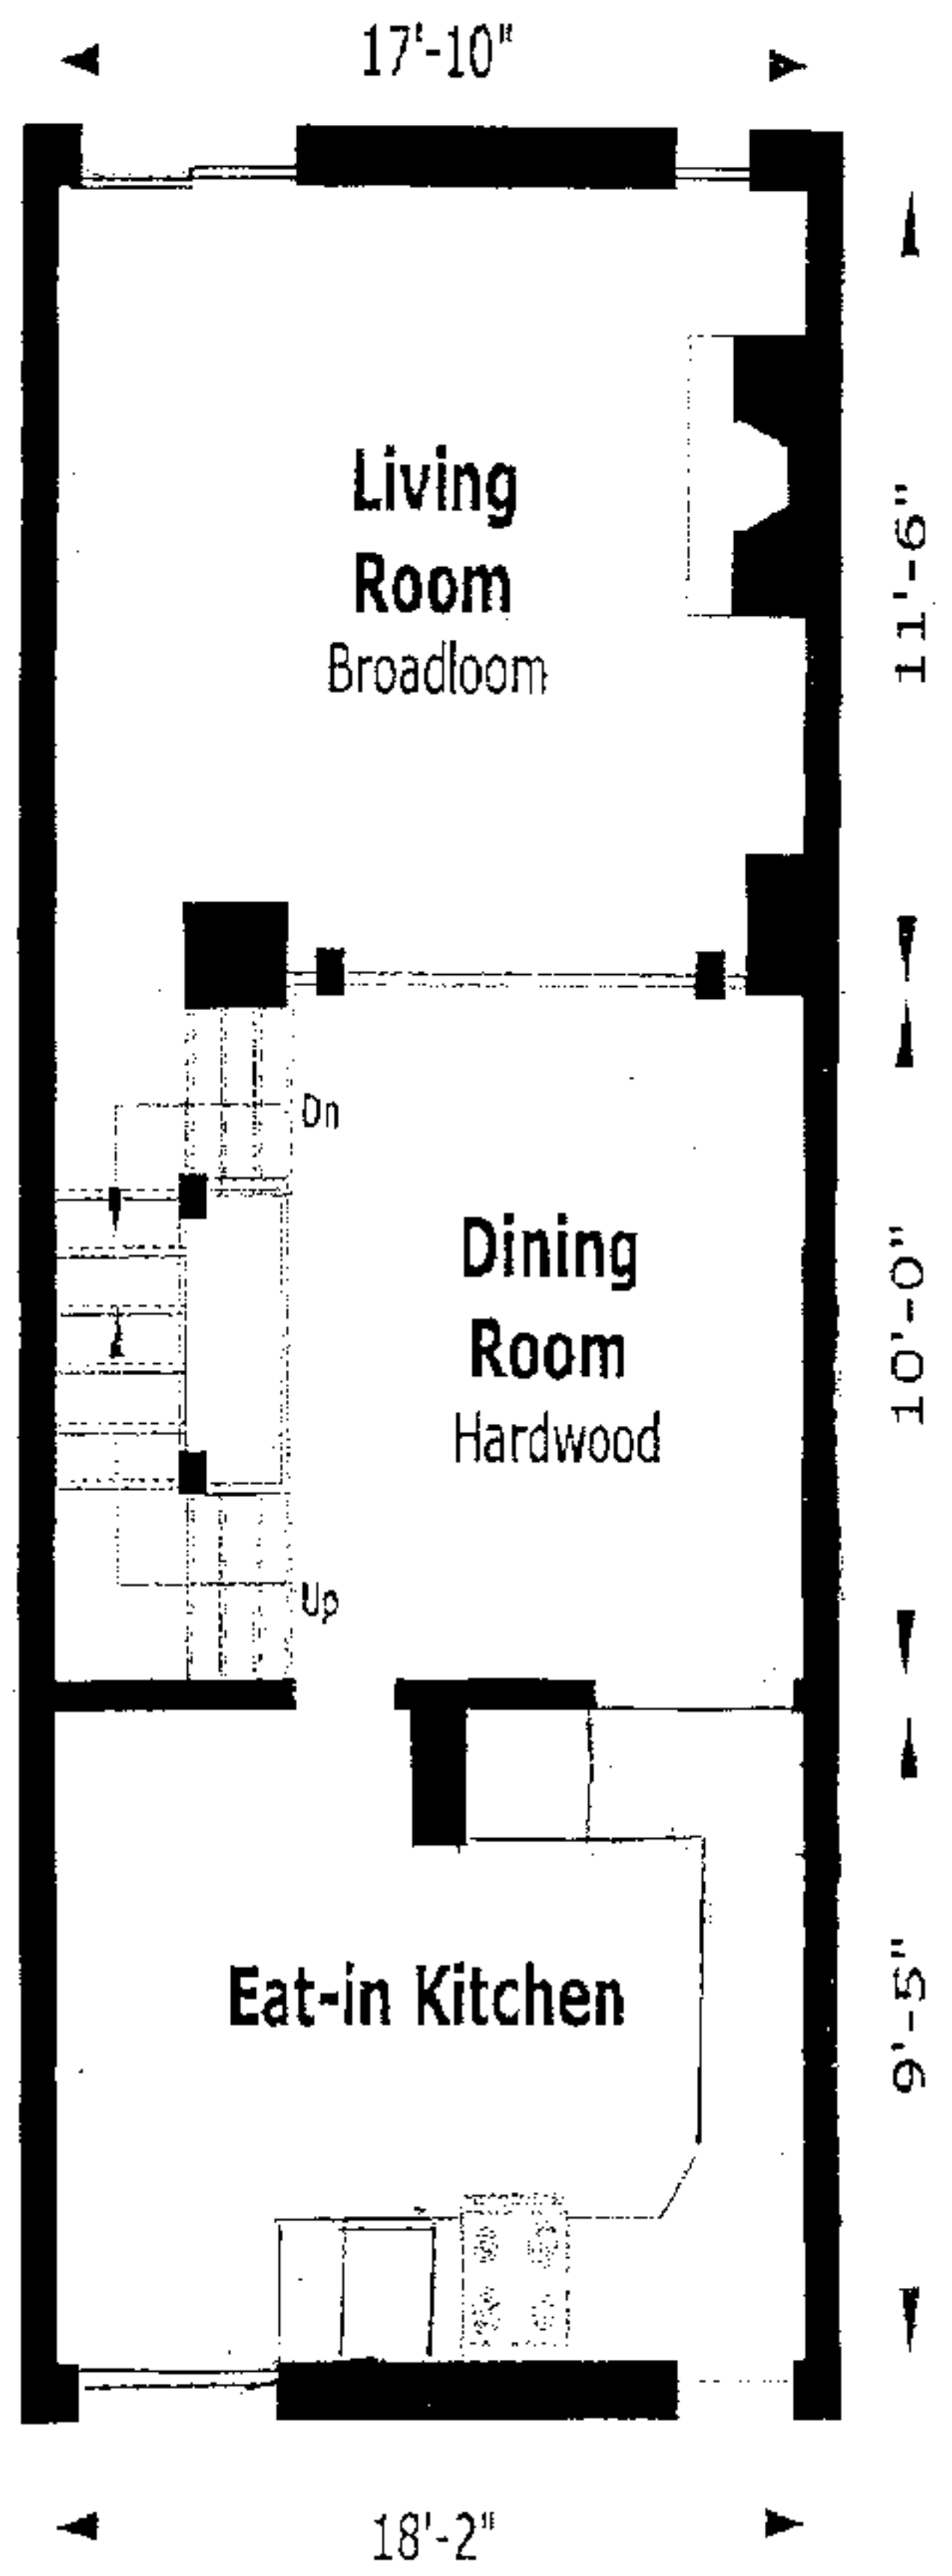 17'-10"
Living
Room
Broadloom
11'-6"
Dn
Dining
Room
Hardwood
10'-0"
Up
Eat-in Kitchen
9'-5"
18'-2"